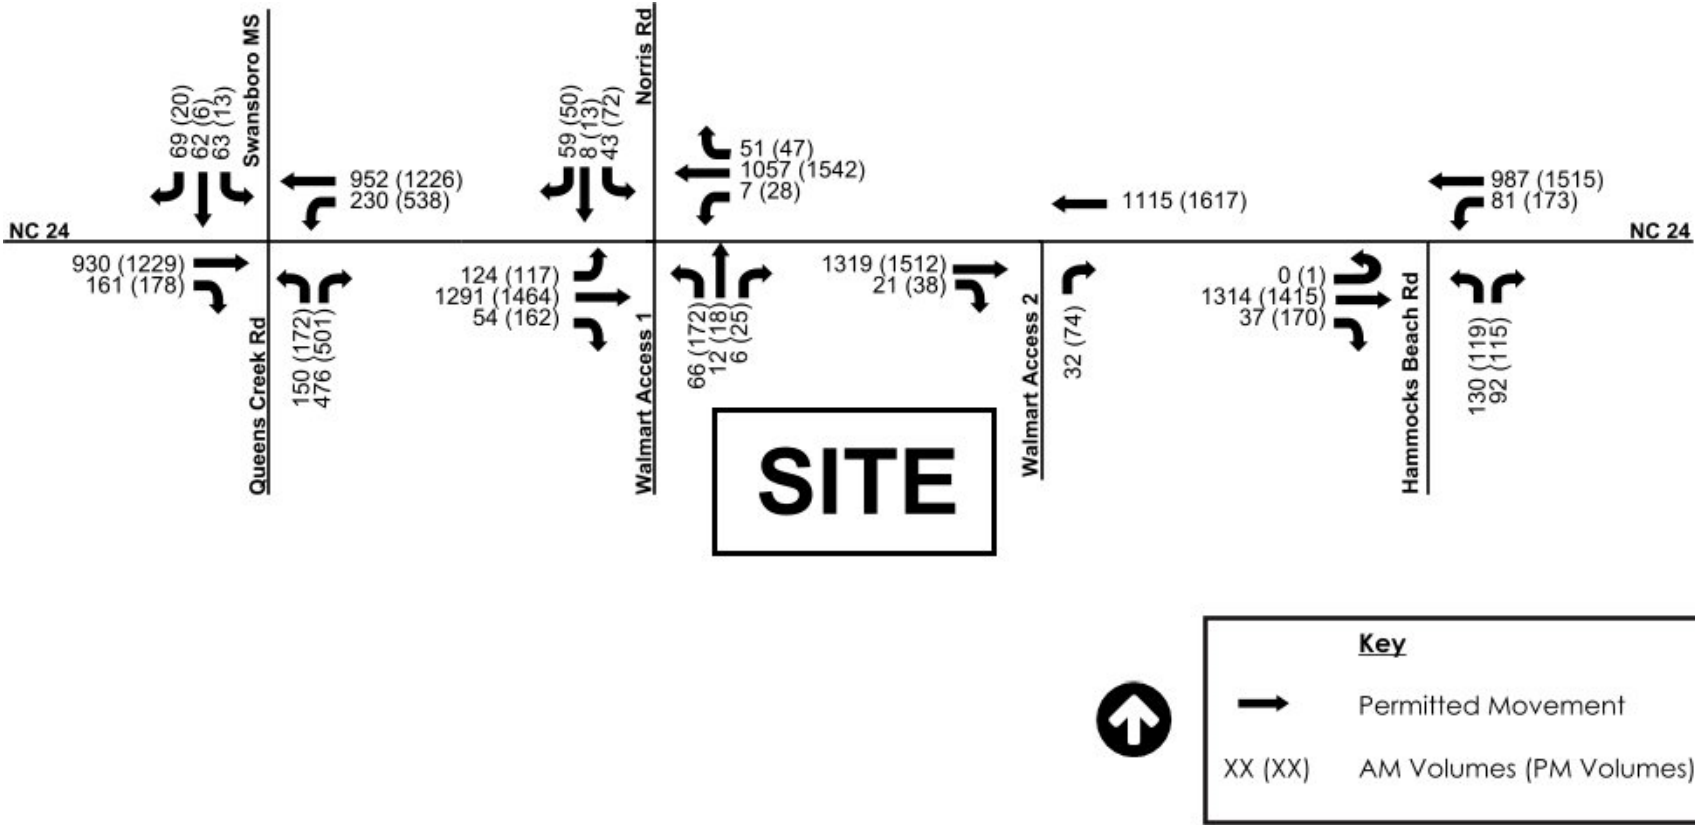 Swansboro MS
69 (20)
62 (6)
63 (13)
952 (1226)
230 (538)
NC 24
930 (1229)
161 (178)
Queens Creek Rd
150 (172)
476 (501)
Norris Rd
59 (50)
8 (13)
43 (72)
51 (47)
1057 (1542)
7 (28)
124 (117)
1291 (1464)
54 (162)
Walmart Access 1
66 (172)
12 (18)
6 (25)
1115 (1617)
1319 (1512)
21 (38)
Walmart Access 2
32 (74)
987 (1515)
81 (173)
NC 24
0 (1)
1314 (1415)
37 (170)
Hammocks Beach Rd
130 (119)
92 (115)
SITE
Key
Permitted Movement
XX (XX) AM Volumes (PM Volumes)